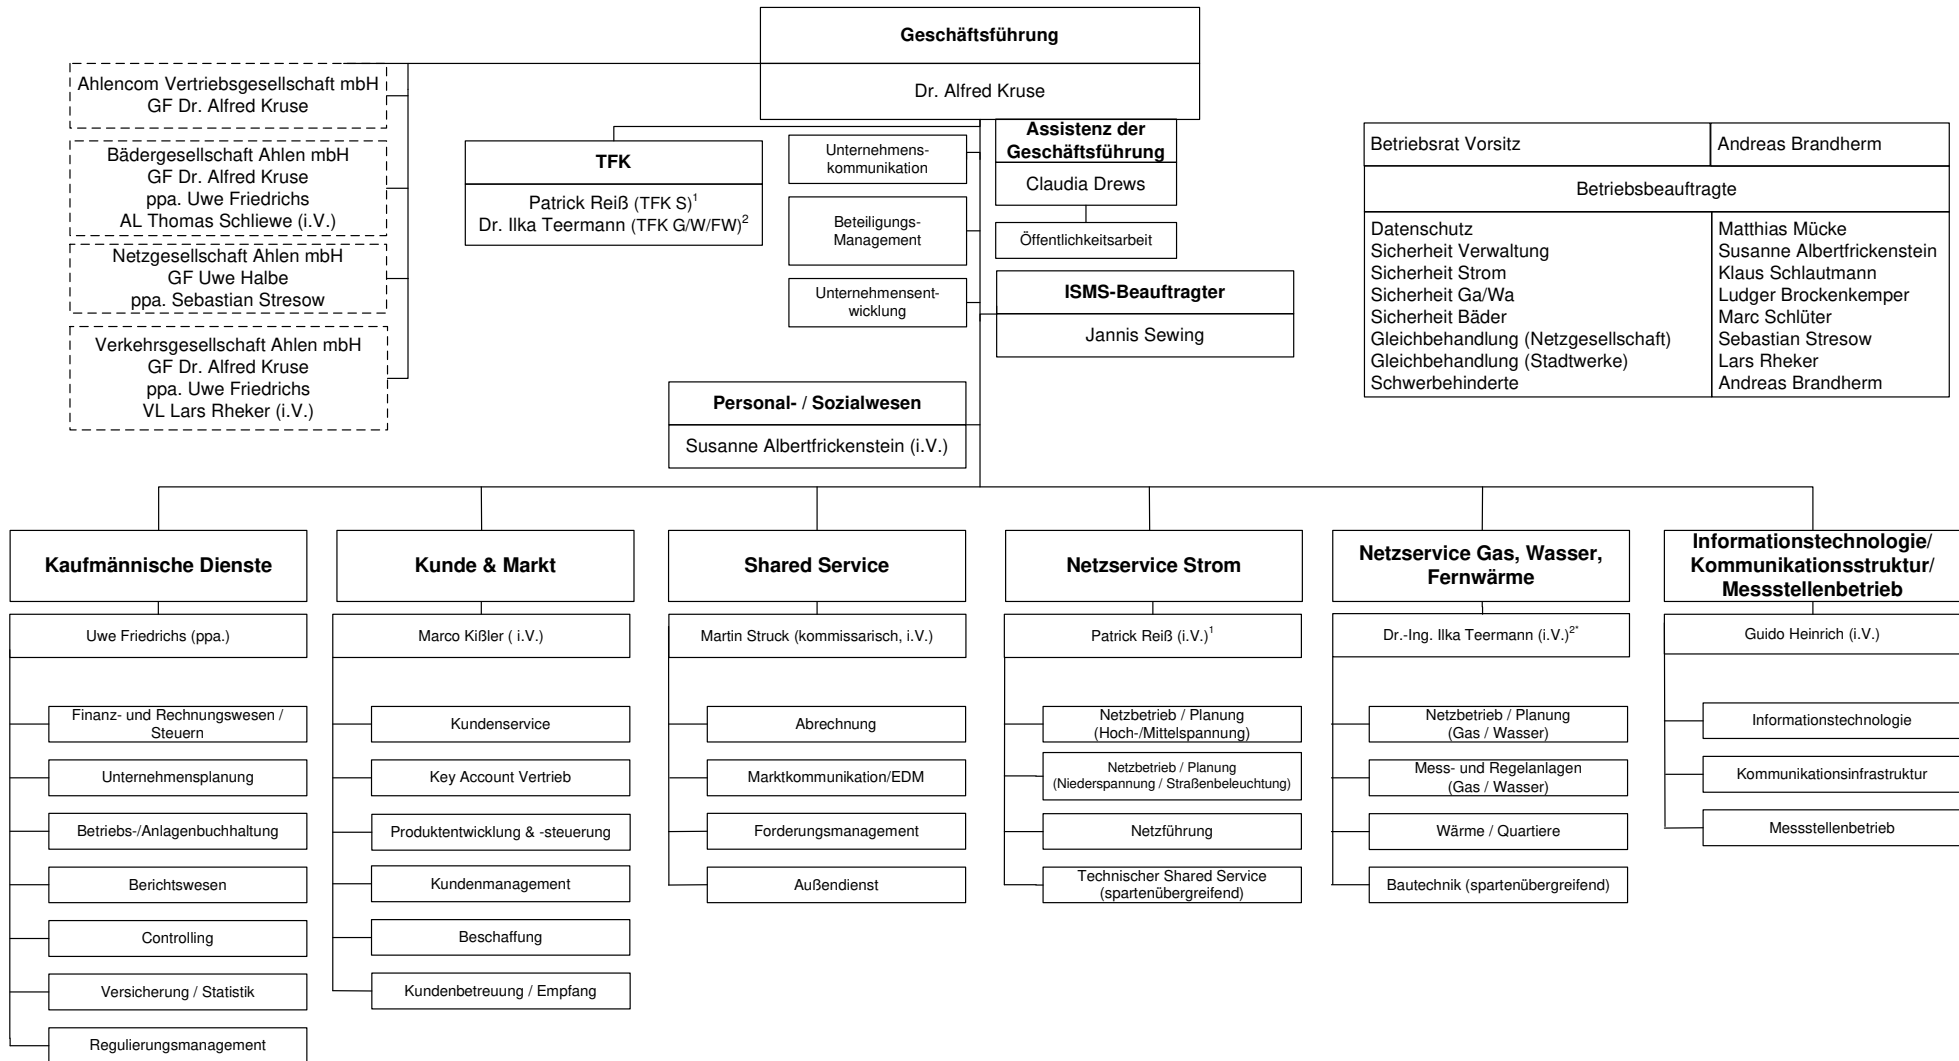 Geschäftsführung
Dr. Alfred Kruse
Ahlencom Vertriebsgesellschaft mbH
GF Dr. Alfred Kruse
Bädergesellschaft Ahlen mbH
GF Dr. Alfred Kruse
ppa. Uwe Friedrichs
AL Thomas Schliewe (i.V.)
Netzgesellschaft Ahlen mbH
GF Uwe Halbe
ppa. Sebastian Stresow
Verkehrsgesellschaft Ahlen mbH
GF Dr. Alfred Kruse
ppa. Uwe Friedrichs
VL Lars Rheker (i.V.)
TFK
Patrick Reiß (TFK S)¹
Dr. Ilka Teermann (TFK G/W/FW)²
Unternehmens-
kommunikation
Beteiligungs-
Management
Unternehmensent-
wicklung
Assistenz der
Geschäftsführung
Claudia Drews
Öffentlichkeitsarbeit
ISMS-Beauftragter
Jannis Sewing
Personal- / Sozialwesen
Susanne Albertfrickenstein (i.V.)
Betriebsrat Vorsitz Andreas Brandherm
Betriebsbeauftragte
Datenschutz Matthias Mücke
Sicherheit Verwaltung Susanne Albertfrickenstein
Sicherheit Strom Klaus Schlautmann
Sicherheit Ga/Wa Ludger Brockenkemper
Sicherheit Bäder Marc Schlüter
Gleichbehandlung (Netzgesellschaft) Sebastian Stresow
Gleichbehandlung (Stadtwerke) Lars Rheker
Schwerbehinderte Andreas Brandherm
Kaufmännische Dienste
Uwe Friedrichs (ppa.)
Finanz- und Rechnungswesen /
Steuern
Unternehmensplanung
Betriebs-/Anlagenbuchhaltung
Berichtswesen
Controlling
Versicherung / Statistik
Regulierungsmanagement
Kunde & Markt
Marco Kißler ( i.V.)
Kundenservice
Key Account Vertrieb
Produktentwicklung & -steuerung
Kundenmanagement
Beschaffung
Kundenbetreuung / Empfang
Shared Service
Martin Struck (kommissarisch, i.V.)
Abrechnung
Marktkommunikation/EDM
Forderungsmanagement
Außendienst
Netzservice Strom
Patrick Reiß (i.V.)¹
Netzbetrieb / Planung
(Hoch-/Mittelspannung)
Netzbetrieb / Planung
(Niederspannung / Straßenbeleuchtung)
Netzführung
Technischer Shared Service
(spartenübergreifend)
Netzservice Gas, Wasser,
Fernwärme
Dr.-Ing. Ilka Teermann (i.V.)²*
Netzbetrieb / Planung
(Gas / Wasser)
Mess- und Regelanlagen
(Gas / Wasser)
Wärme / Quartiere
Bautechnik (spartenübergreifend)
Informationstechnologie/
Kommunikationsstruktur/
Messstellenbetrieb
Guido Heinrich (i.V.)
Informationstechnologie
Kommunikationsinfrastruktur
Messstellenbetrieb